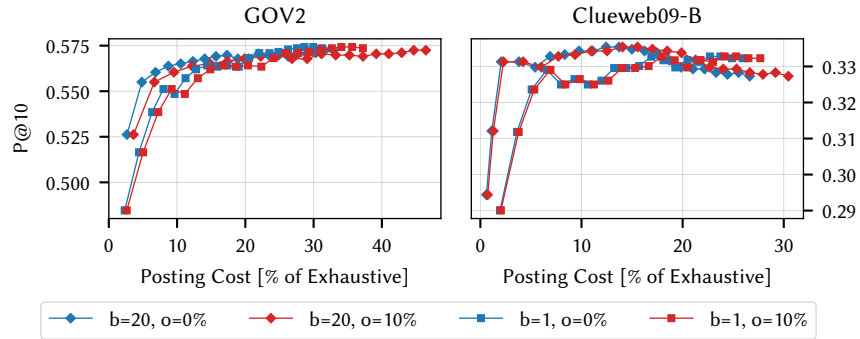 GOV2
Clueweb09-B
P@10
0.575
0.550
0.525
0.500
0 10 20 30 40
Posting Cost [% of Exhaustive]
0.33
0.32
0.31
0.30
0.29
0 10 20 30
Posting Cost [% of Exhaustive]
b=20, o=0% b=20, o=10% b=1, o=0% b=1, o=10%